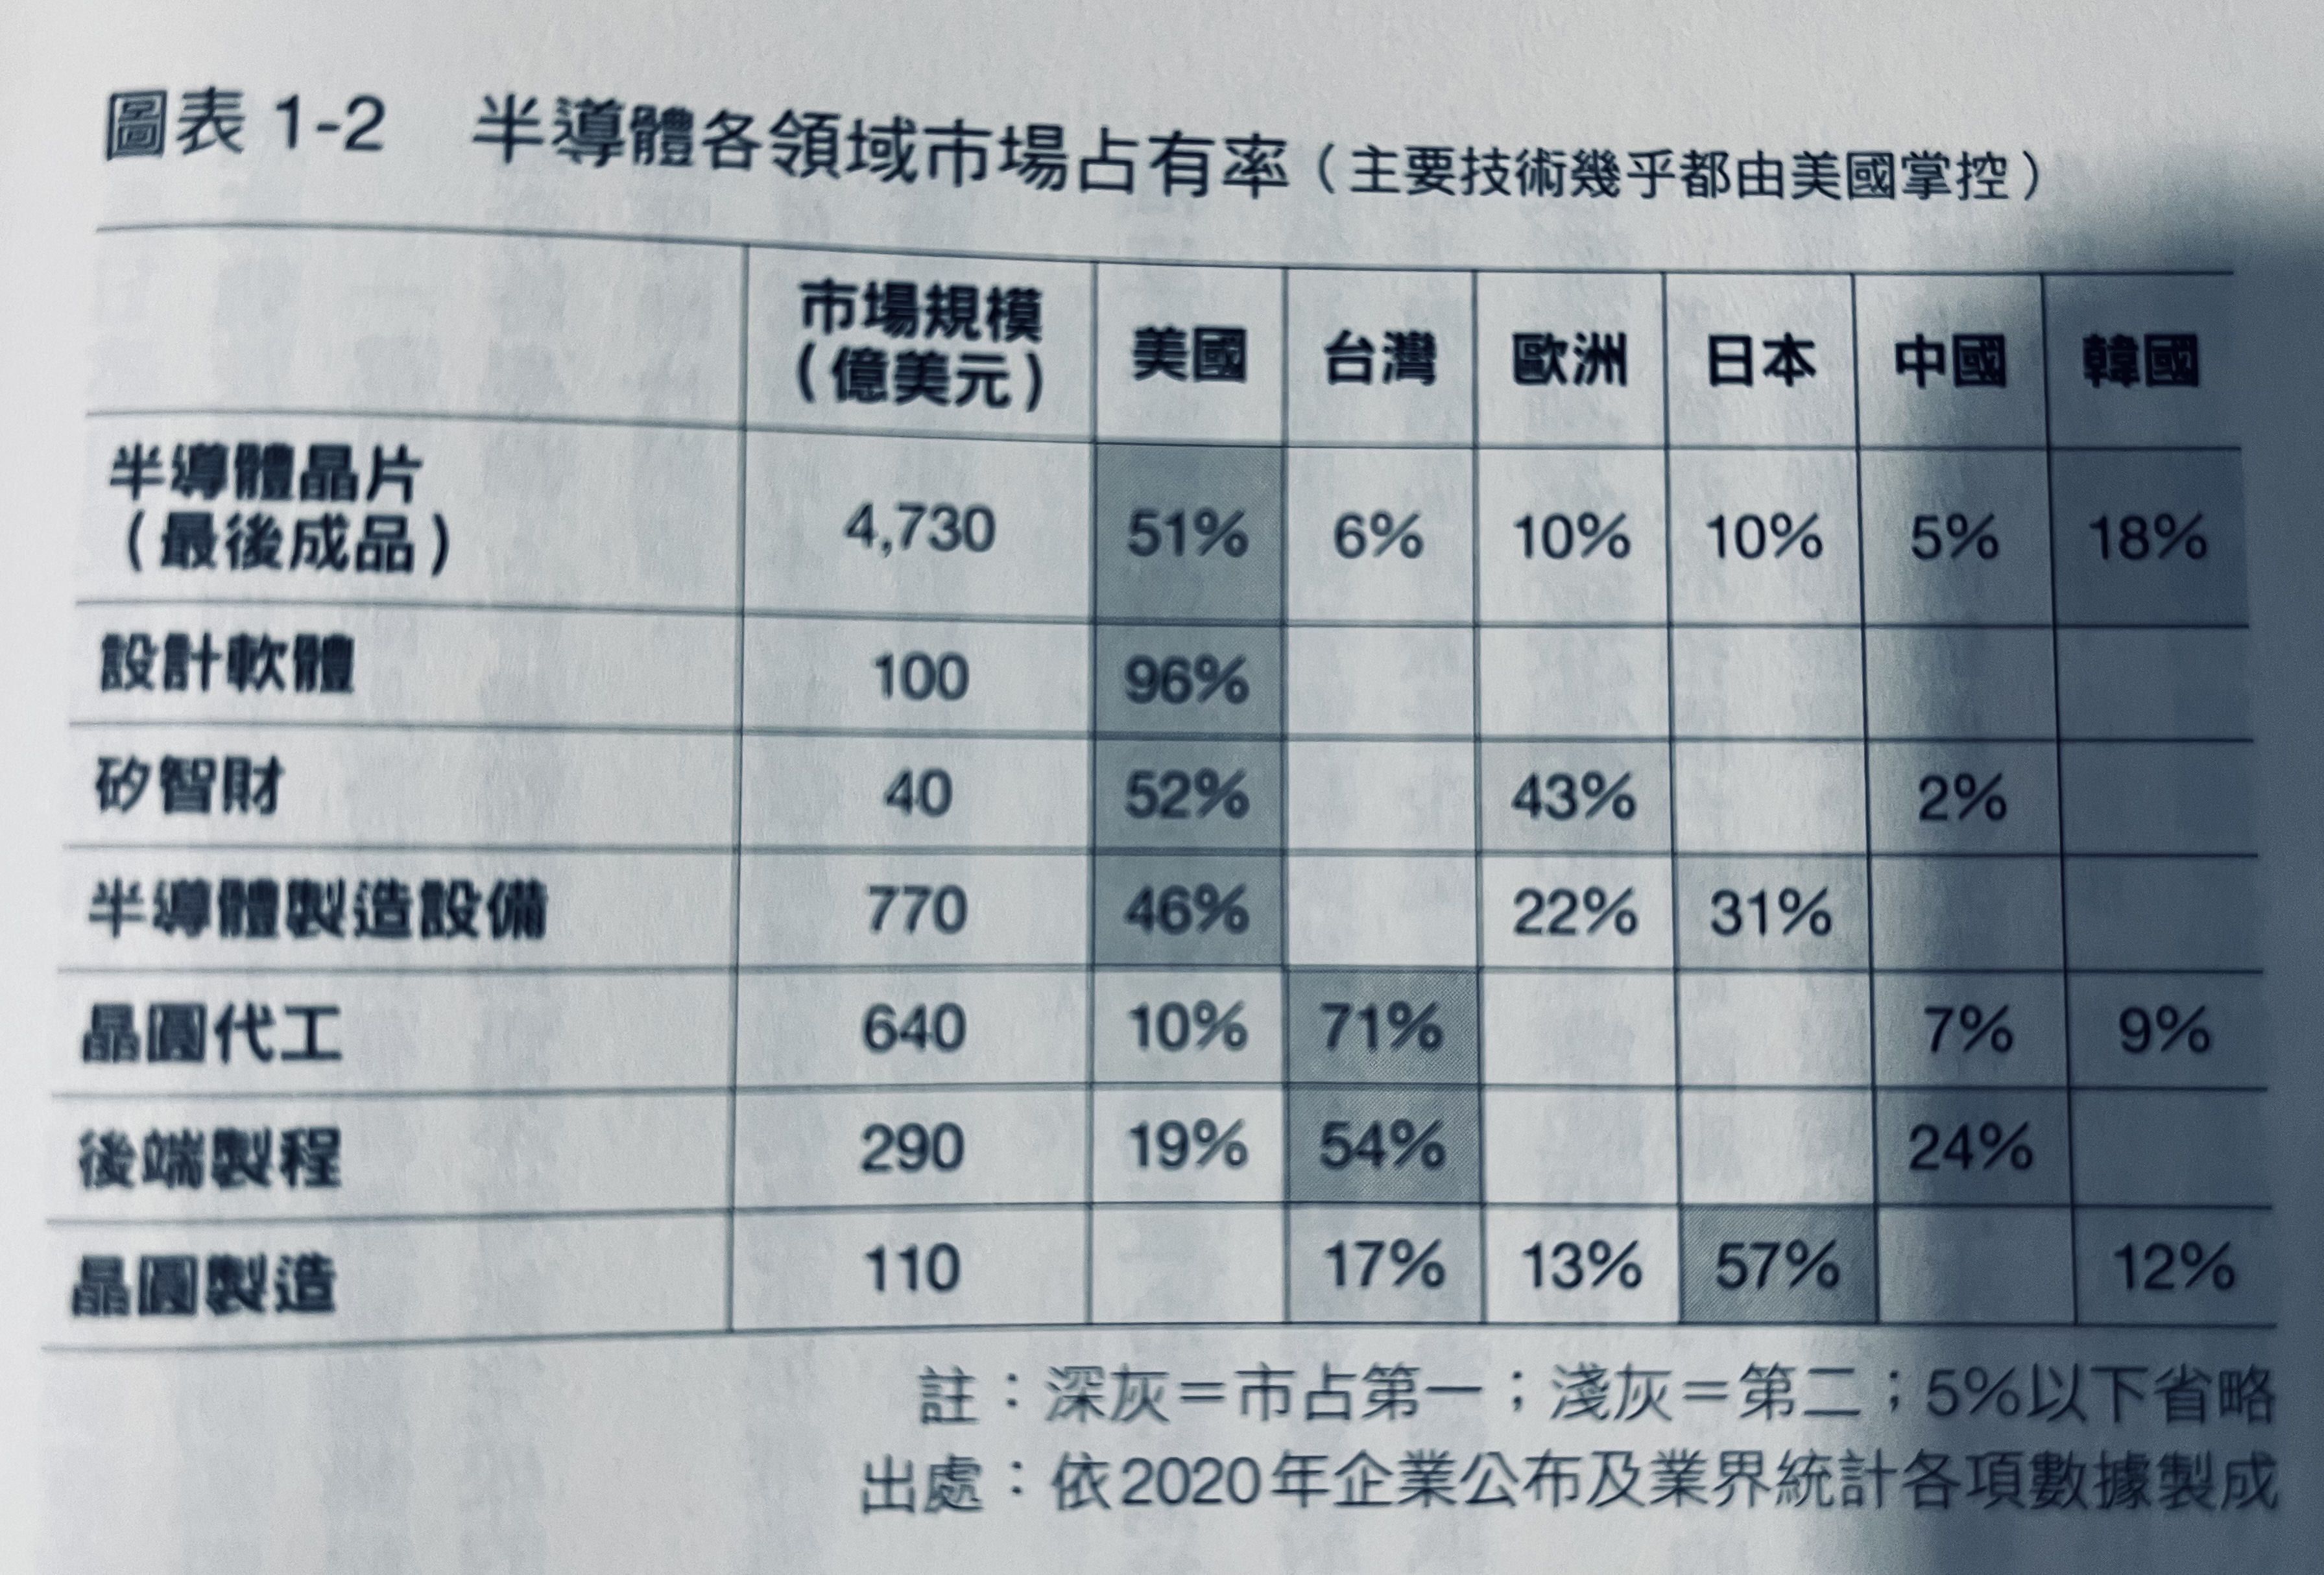 圖表 1-2 半導體各領域市場占有率（主要技術幾乎都由美國掌控）
市場規模
（億美元） 美國 台灣 歐洲 日本 中國 韓國
半導體晶片
（最後成品） 4,730 51% 6% 10% 10% 5% 18%
設計軟體 100 96%
矽智財 40 52% 43% 2%
半導體製造設備 770 46% 22% 31%
晶圓代工 640 10% 71% 7% 9%
後端製程 290 19% 54% 24%
晶圓製造 110 17% 13% 57% 12%
註：深灰＝市占第一；淺灰＝第二；5%以下省略
出處：依2020年企業公布及業界統計各項數據製成